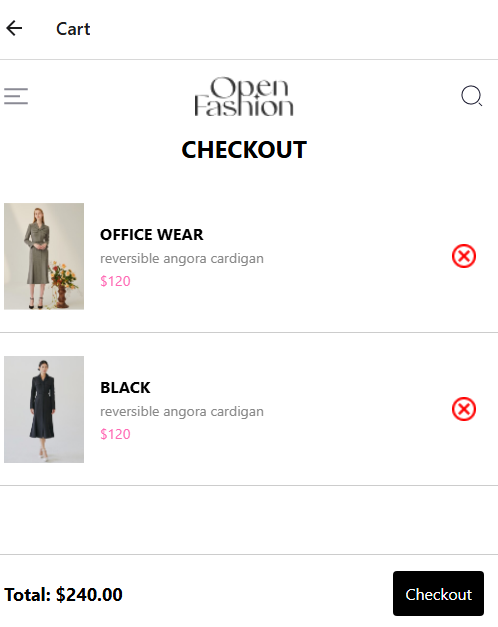 Cart
Open
Fashion
CHECKOUT
OFFICE WEAR
reversible angora cardigan
$120
BLACK
reversible angora cardigan
$120
Total: $240.00
Checkout